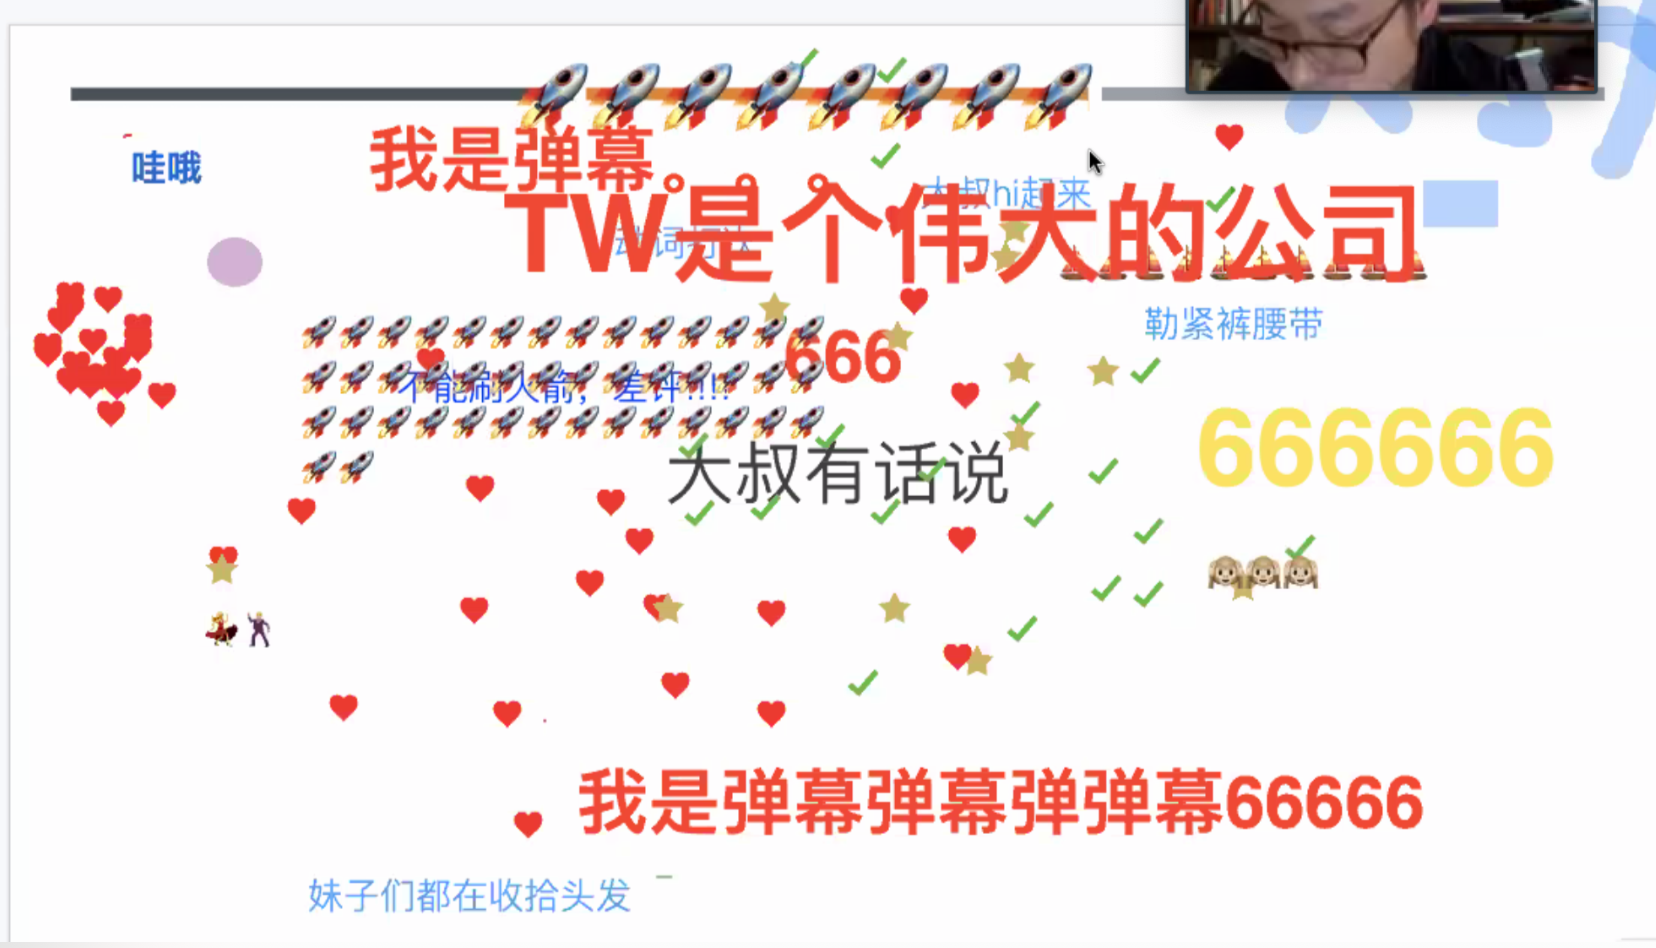 哇哦
我是弹幕。。。
大叔hi起来
TW是个伟大的公司
动词打次
勒紧裤腰带
666
不能刷火箭，差评!!!!
666666
大叔有话说
我是弹幕弹幕弹弹幕66666
妹子们都在收拾头发